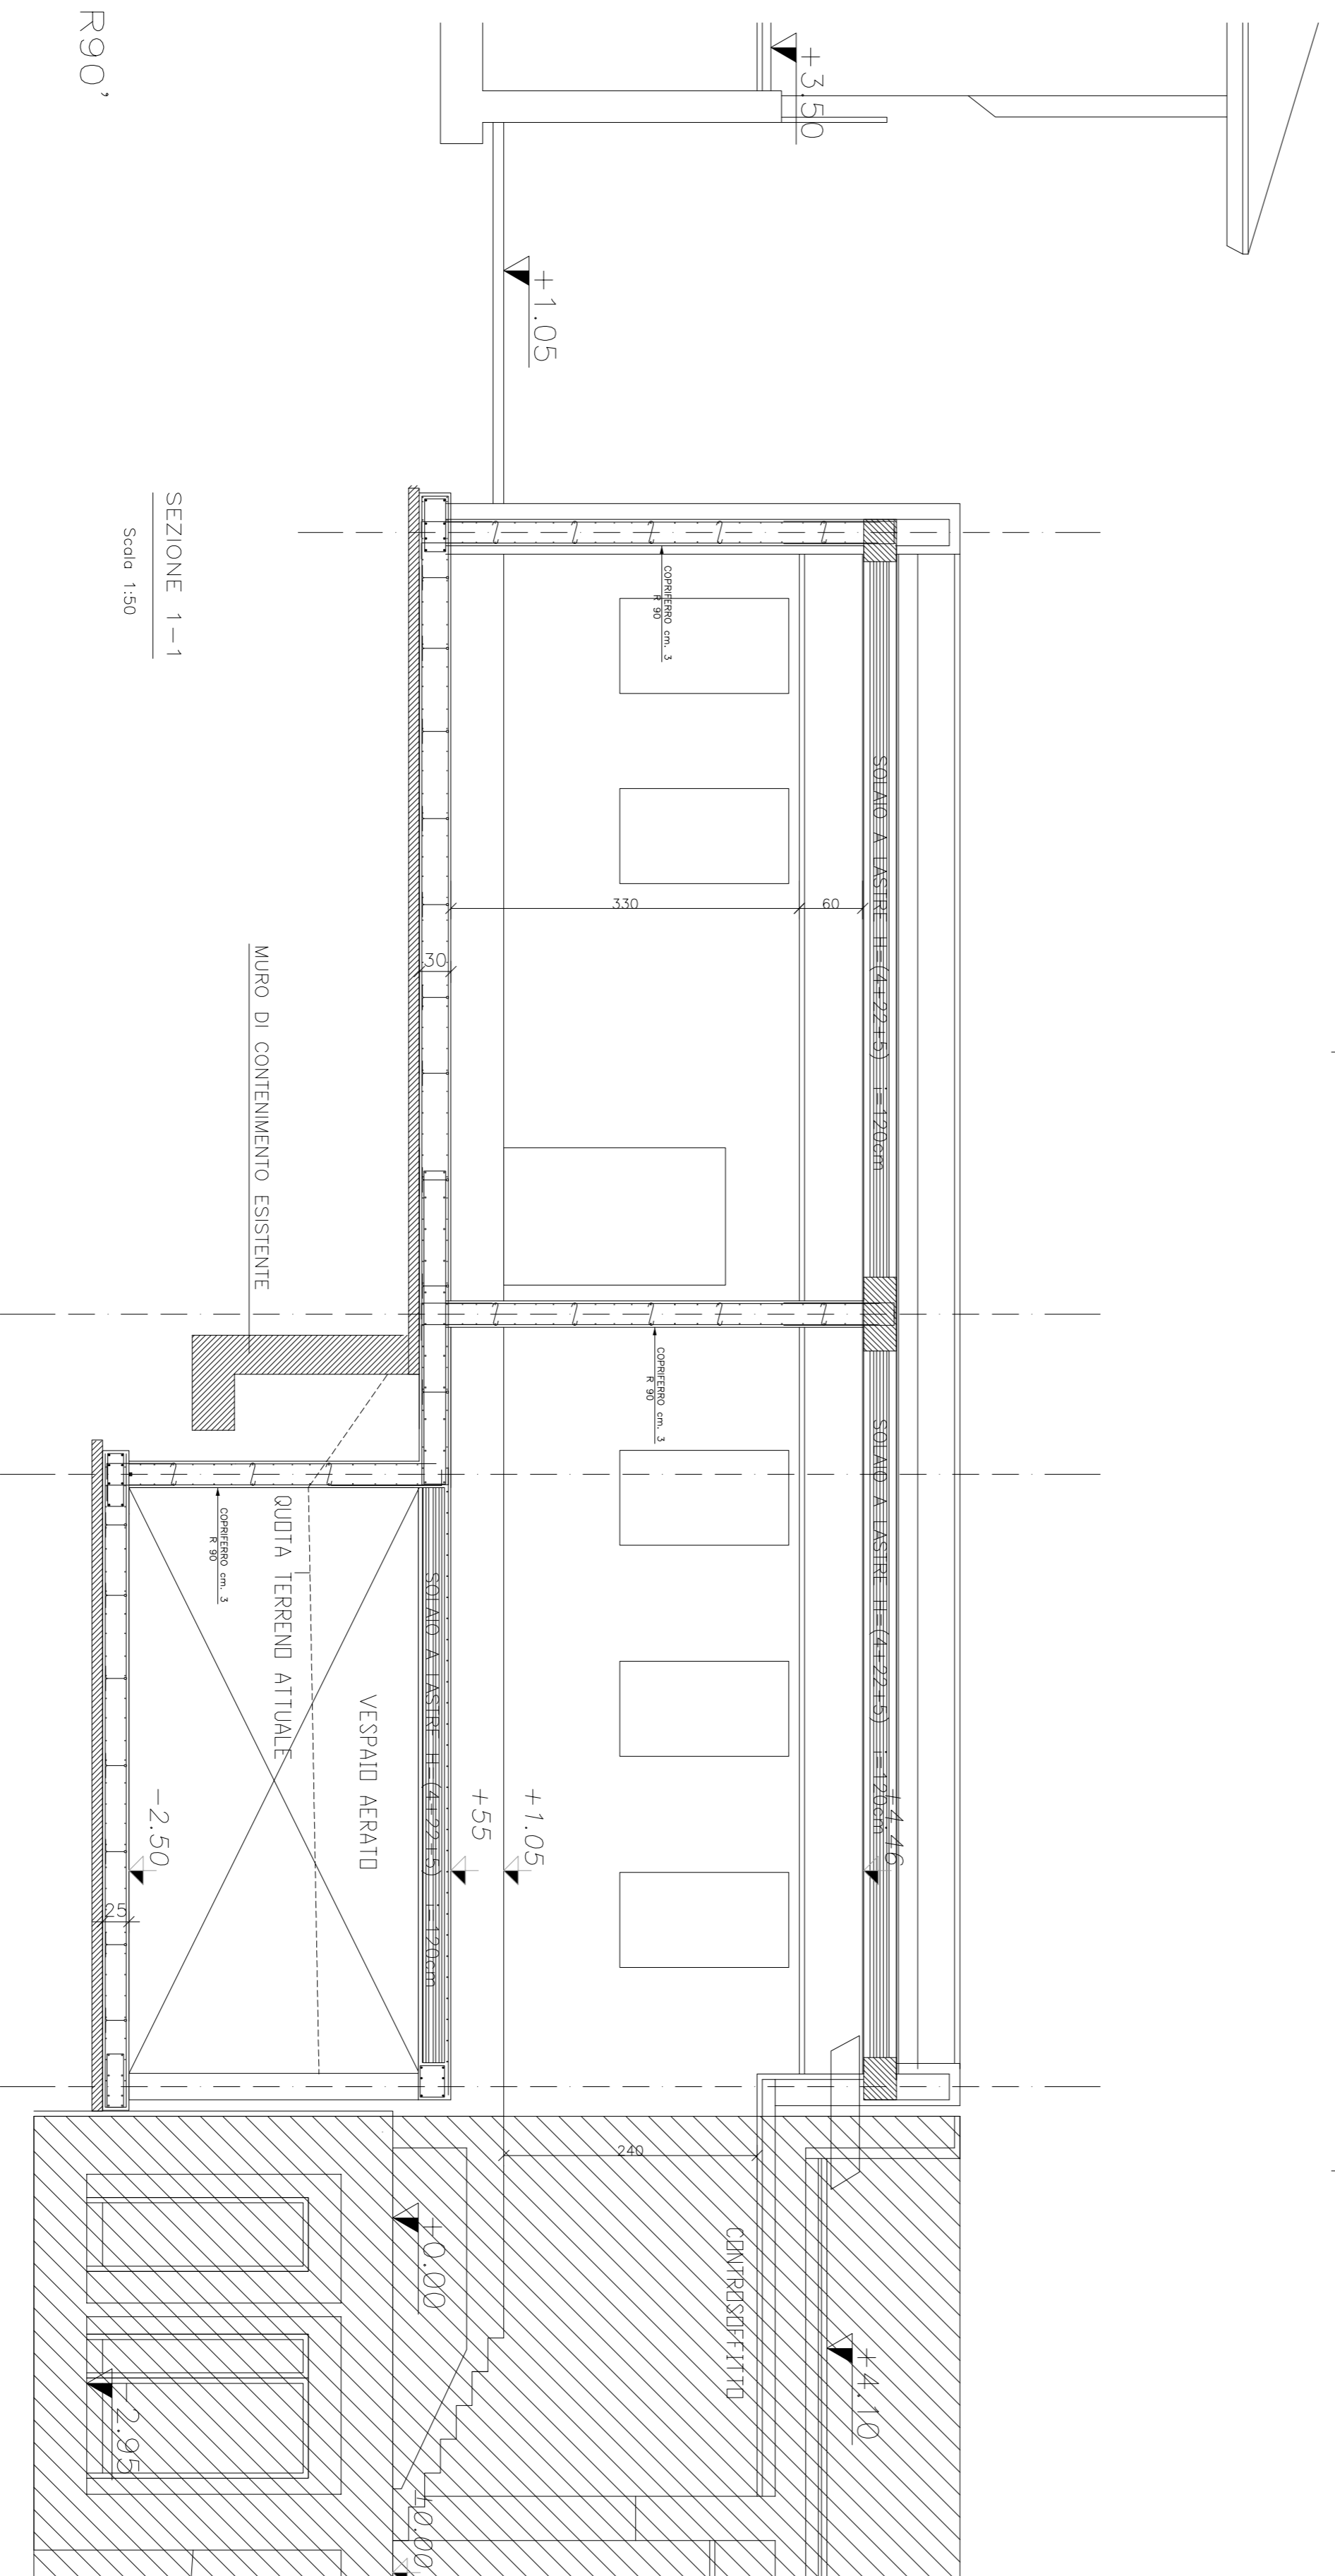 R90'
+3.50
+1.05
SEZIONE 1-1
Scala 1:50
COPRIFERRO cm. 3
R 90
SOLAIO A LASTRE H=(4+22+5) i=120cm
330
60
30
MURO DI CONTENIMENTO ESISTENTE
COPRIFERRO cm. 3
R 90
SOLAIO A LASTRE H=(4+22+5) i=120cm
COPRIFERRO cm. 3
R 90
QUOTA TERRENO ATTUALE
VESPAIO AERATO
SOLAIO A LASTRE H=(4+22+5) i=120cm
-2.50
+55
+1.05
+4.46
25
240
CONTROSOFFITTO
+0.00
+4.10
-2.95
+0.00